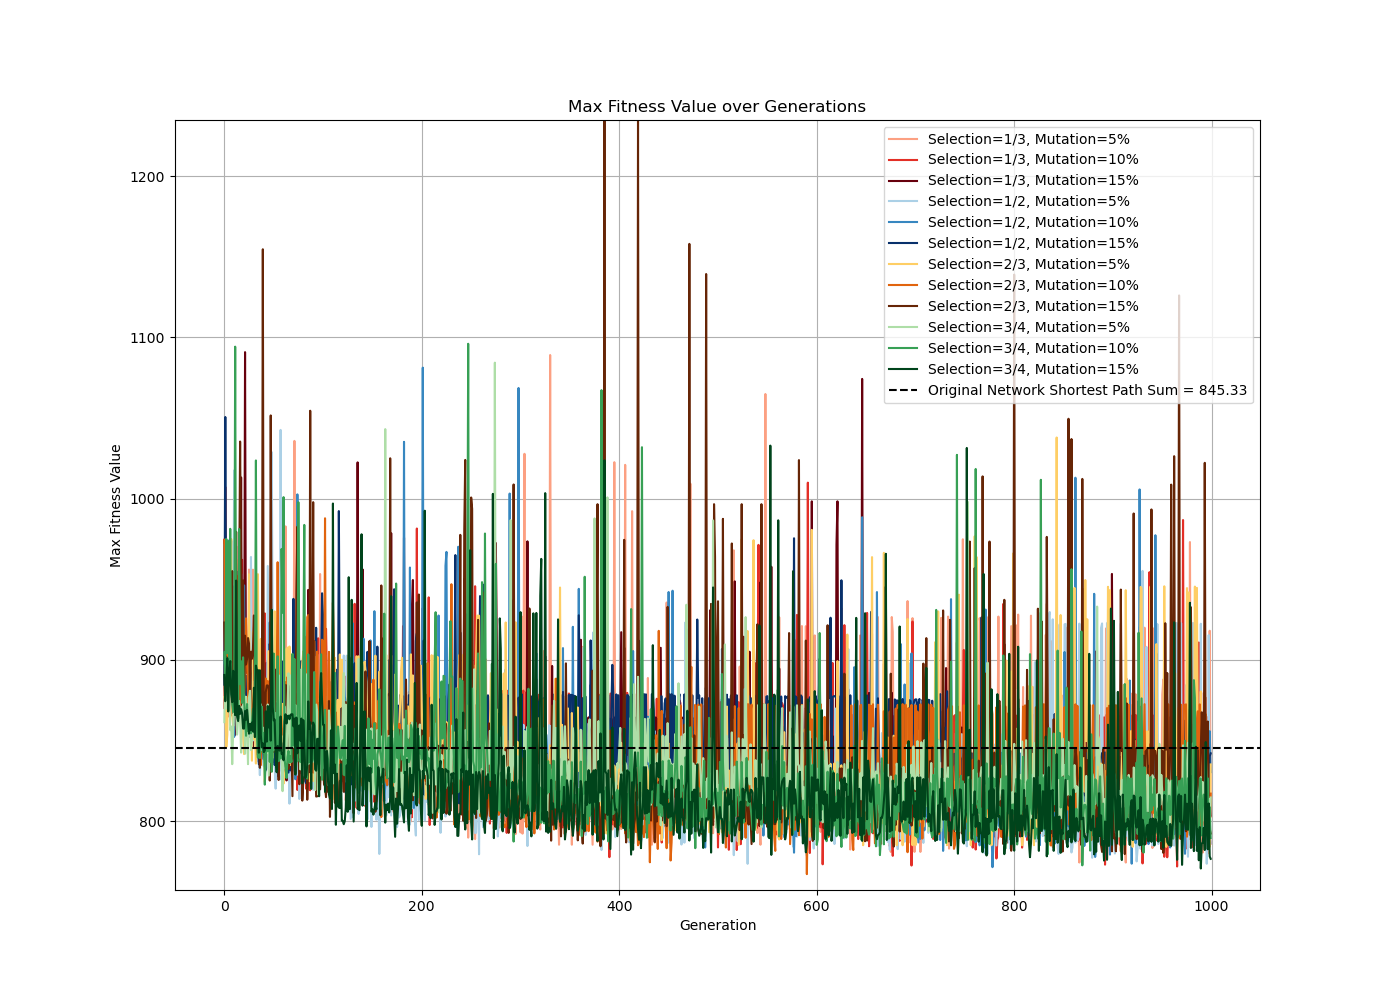 Max Fitness Value over Generations
Max Fitness Value
1200
1100
1000
900
800
Selection=1/3, Mutation=5%
Selection=1/3, Mutation=10%
Selection=1/3, Mutation=15%
Selection=1/2, Mutation=5%
Selection=1/2, Mutation=10%
Selection=1/2, Mutation=15%
Selection=2/3, Mutation=5%
Selection=2/3, Mutation=10%
Selection=2/3, Mutation=15%
Selection=3/4, Mutation=5%
Selection=3/4, Mutation=10%
Selection=3/4, Mutation=15%
Original Network Shortest Path Sum = 845.33
0 200 400 600 800 1000
Generation